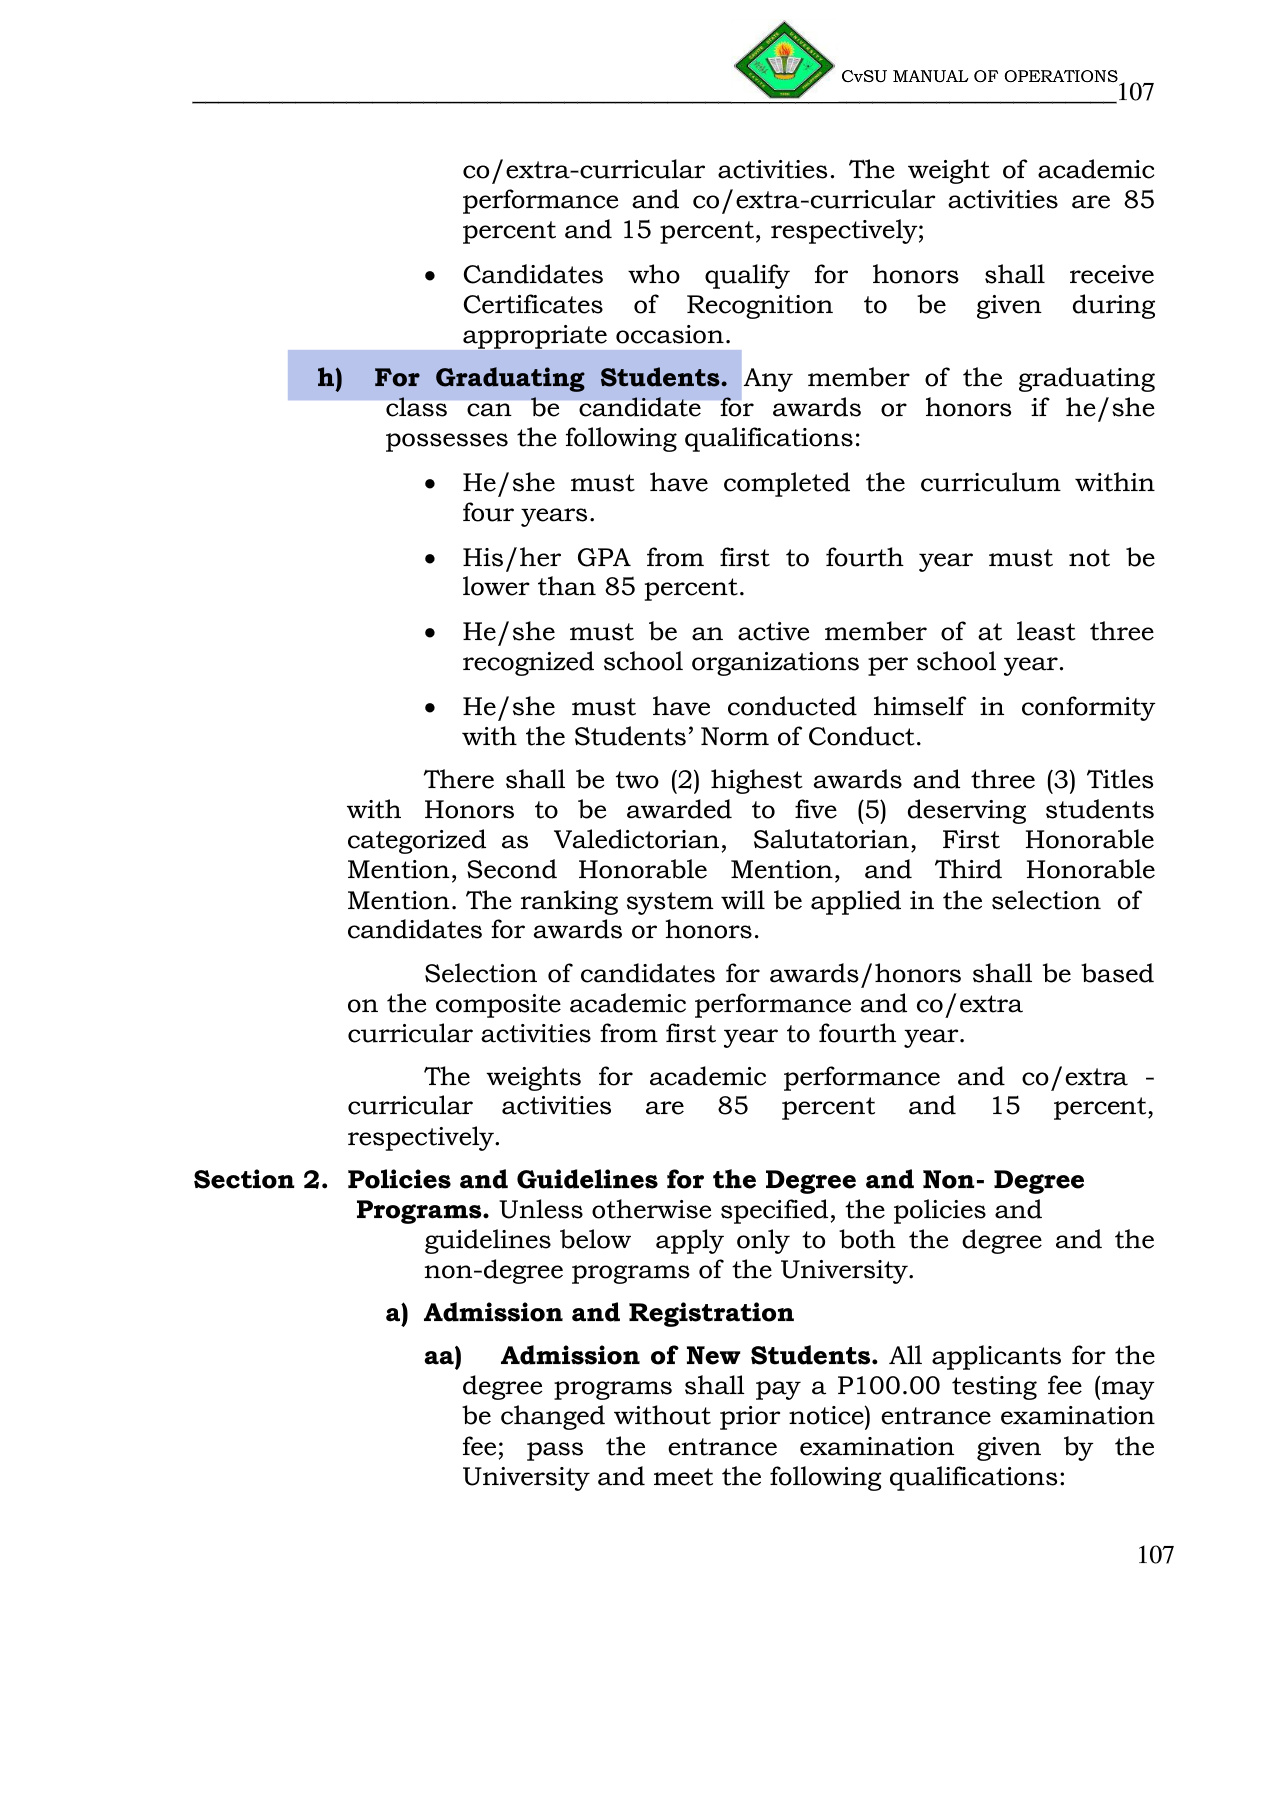 CvSU MANUAL OF OPERATIONS
107
co/extra-curricular activities. The weight of academic
performance and co/extra-curricular activities are 85
percent and 15 percent, respectively;
• Candidates who qualify for honors shall receive
Certificates of Recognition to be given during
appropriate occasion.
h) For Graduating Students. Any member of the graduating
class can be candidate for awards or honors if he/she
possesses the following qualifications:
• He/she must have completed the curriculum within
four years.
• His/her GPA from first to fourth year must not be
lower than 85 percent.
• He/she must be an active member of at least three
recognized school organizations per school year.
• He/she must have conducted himself in conformity
with the Students’ Norm of Conduct.
There shall be two (2) highest awards and three (3) Titles
with Honors to be awarded to five (5) deserving students
categorized as Valedictorian, Salutatorian, First Honorable
Mention, Second Honorable Mention, and Third Honorable
Mention. The ranking system will be applied in the selection of
candidates for awards or honors.
Selection of candidates for awards/honors shall be based
on the composite academic performance and co/extra
curricular activities from first year to fourth year.
The weights for academic performance and co/extra -
curricular activities are 85 percent and 15 percent,
respectively.
Section 2. Policies and Guidelines for the Degree and Non- Degree
Programs. Unless otherwise specified, the policies and
guidelines below apply only to both the degree and the
non-degree programs of the University.
a) Admission and Registration
aa) Admission of New Students. All applicants for the
degree programs shall pay a P100.00 testing fee (may
be changed without prior notice) entrance examination
fee; pass the entrance examination given by the
University and meet the following qualifications:
107